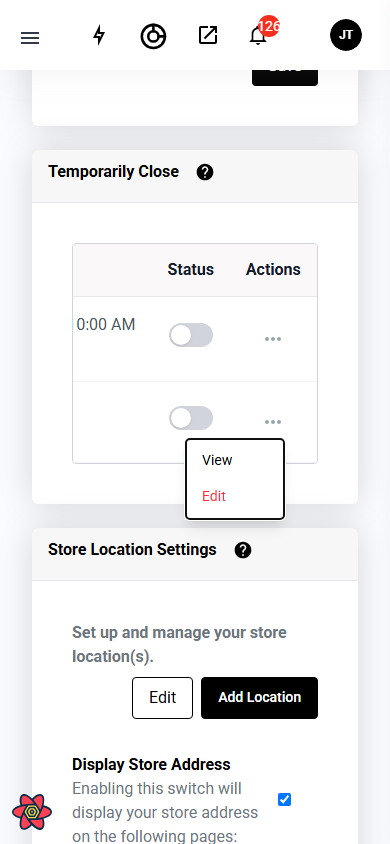 126
JT
Temporarily Close
Status Actions
0:00 AM
View
Edit
Store Location Settings
Set up and manage your store
location(s).
Edit Add Location
Display Store Address
Enabling this switch will
display your store address
on the following pages: